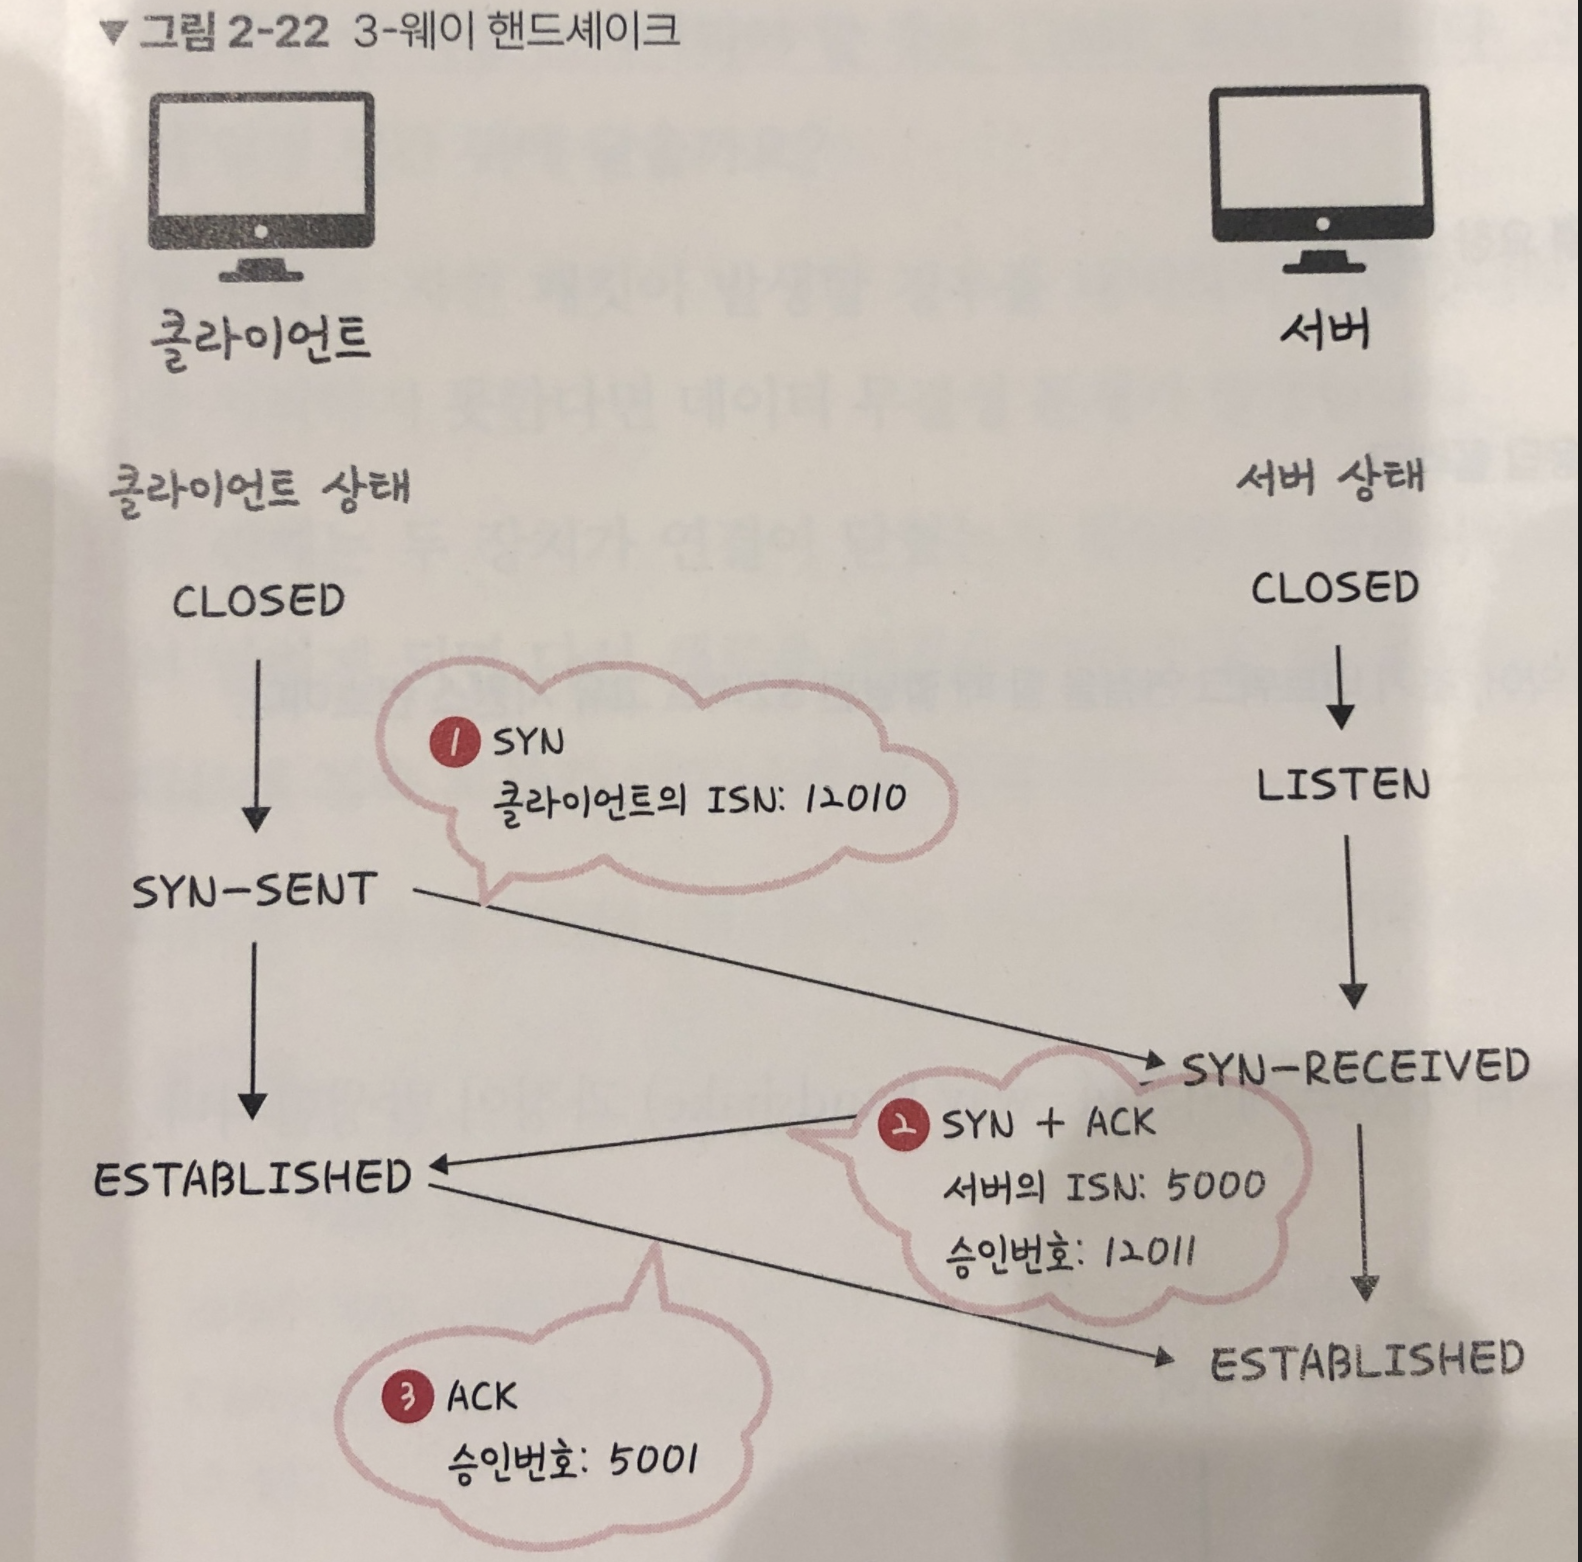 ▼ 그림 2-22 3-웨이 핸드셰이크
클라이언트
서버
클라이언트 상태
서버 상태
CLOSED
CLOSED
1 SYN
클라이언트의 ISN: 12010
LISTEN
SYN-SENT
SYN-RECEIVED
2 SYN + ACK
서버의 ISN: 5000
승인번호: 12011
ESTABLISHED
ESTABLISHED
3 ACK
승인번호: 5001